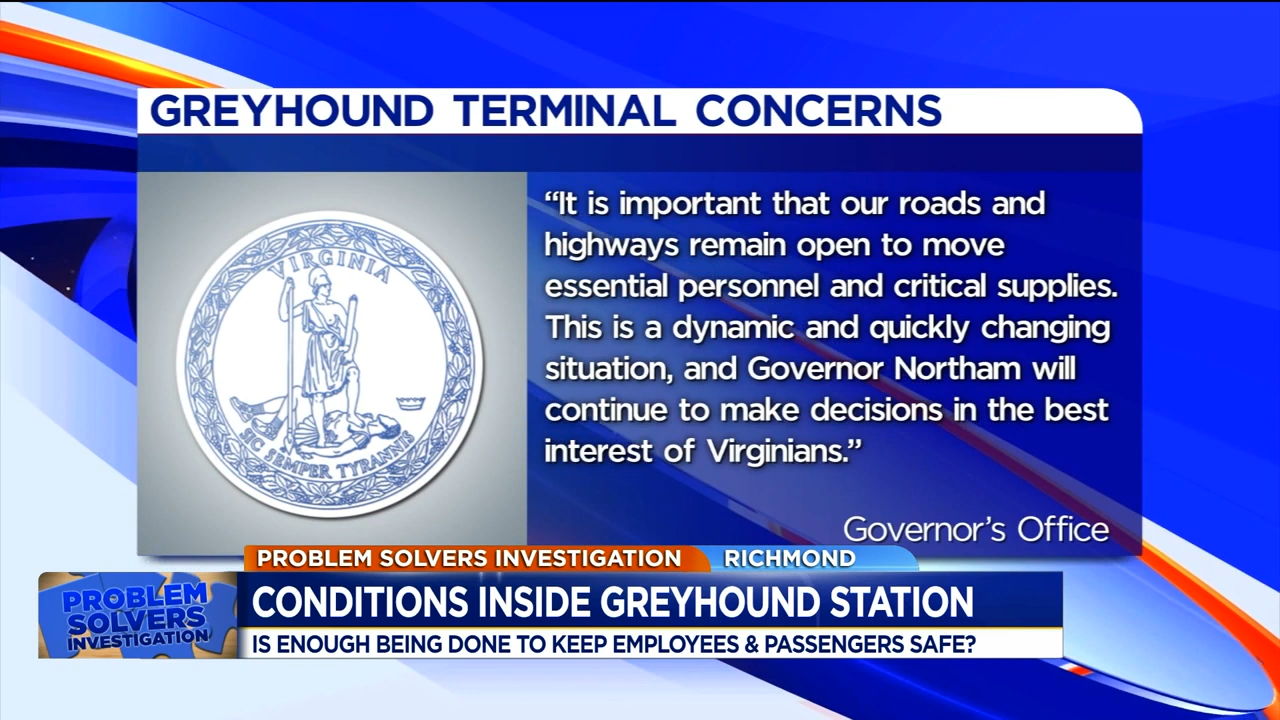 GREYHOUND TERMINAL CONCERNS
VIRGINIA
SIC SEMPER TYRANNIS
“It is important that our roads and
highways remain open to move
essential personnel and critical supplies.
This is a dynamic and quickly changing
situation, and Governor Northam will
continue to make decisions in the best
interest of Virginians.”
Governor’s Office
PROBLEM SOLVERS INVESTIGATION RICHMOND
PROBLEM
SOLVERS
INVESTIGATION
CONDITIONS INSIDE GREYHOUND STATION
IS ENOUGH BEING DONE TO KEEP EMPLOYEES & PASSENGERS SAFE?